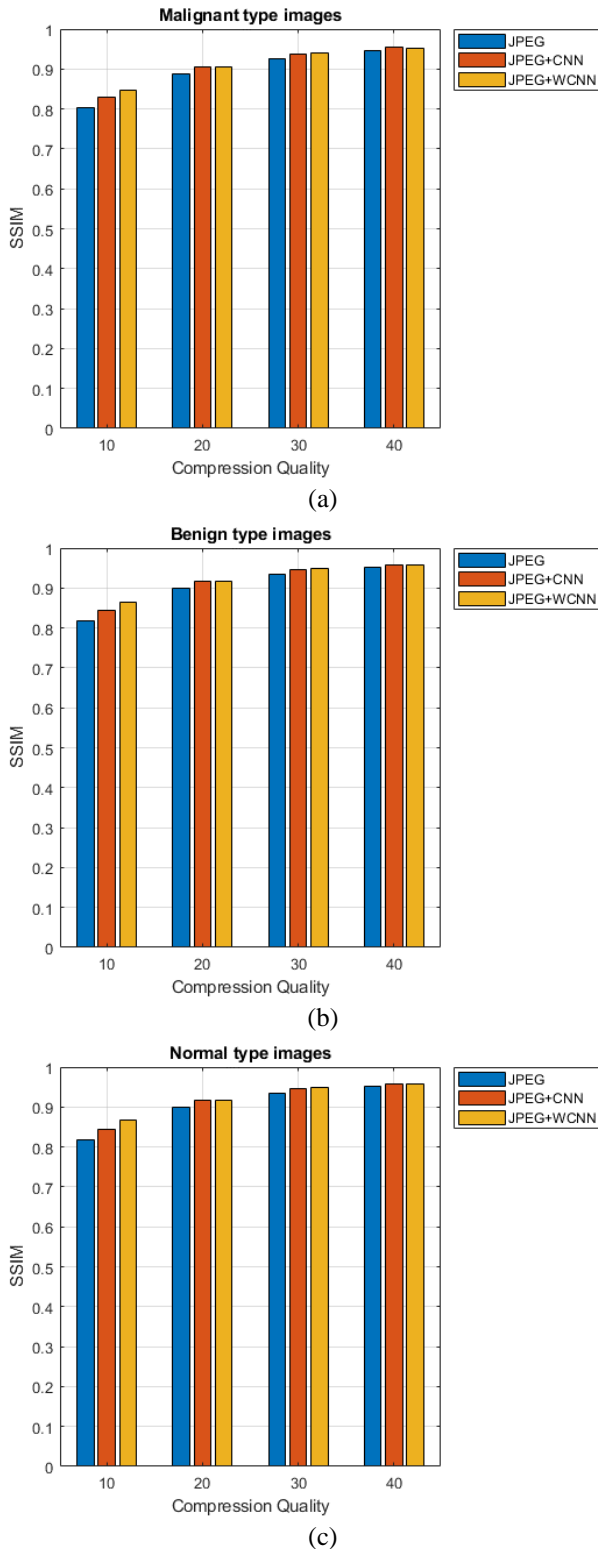 Malignant type images
1
0.9
0.8
0.7
0.6
0.5
0.4
0.3
0.2
0.1
0
SSIM
10 20 30 40
Compression Quality
JPEG
JPEG+CNN
JPEG+WCNN
(a)
Benign type images
1
0.9
0.8
0.7
0.6
0.5
0.4
0.3
0.2
0.1
0
SSIM
10 20 30 40
Compression Quality
JPEG
JPEG+CNN
JPEG+WCNN
(b)
Normal type images
1
0.9
0.8
0.7
0.6
0.5
0.4
0.3
0.2
0.1
0
SSIM
10 20 30 40
Compression Quality
JPEG
JPEG+CNN
JPEG+WCNN
(c)